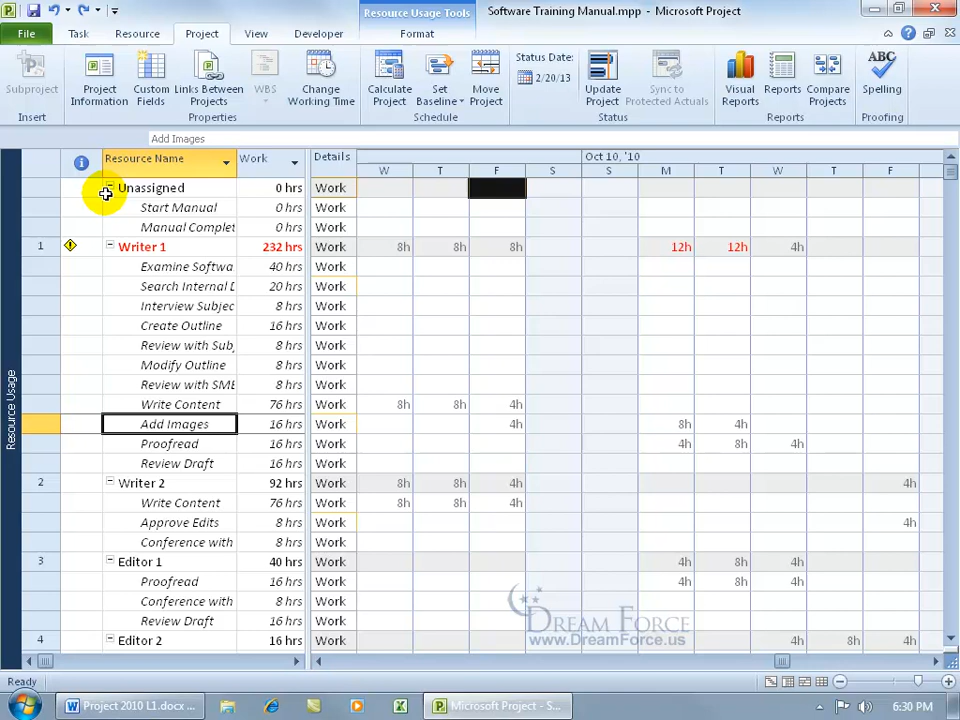 Resource Usage Tools
Software Training Manual.mpp - Microsoft Project
File Task Resource Project View Developer Format
Subproject
Project Information
Custom Fields
Links Between Projects
WBS
Change Working Time
Calculate Project
Set Baseline
Move Project
Status Date:
2/20/13
Update Project
Sync to Protected Actuals
Visual Reports
Reports
Compare Projects
ABC
Spelling
Insert Properties Schedule Status Reports Proofing
Add Images
Resource Name Work Details Oct 10, '10
W T F S S M T W T F
Unassigned 0 hrs Work
Start Manual 0 hrs Work
Manual Complet 0 hrs Work
1 Writer 1 232 hrs Work 8h 8h 8h 12h 12h 4h
Examine Softwa 40 hrs Work
Search Internal D 20 hrs Work
Interview Subjec 8 hrs Work
Create Outline 16 hrs Work
Review with Subj 8 hrs Work
Modify Outline 8 hrs Work
Review with SME 8 hrs Work
Write Content 76 hrs Work 8h 8h 4h
Add Images 16 hrs Work 4h 8h 4h
Proofread 16 hrs Work 4h 8h 4h
Review Draft 16 hrs Work
2 Writer 2 92 hrs Work 8h 8h 4h 4h
Write Content 76 hrs Work 8h 8h 4h
Approve Edits 8 hrs Work 4h
Conference with 8 hrs Work
3 Editor 1 40 hrs Work 4h 8h 4h
Proofread 16 hrs Work 4h 8h 4h
Conference with 8 hrs Work
Review Draft 16 hrs Work
4 Editor 2 16 hrs Work 4h 8h 4h
Resource Usage
DREAM FORCE
www.DreamForce.us
Ready
Project 2010 L1.docx ...
Microsoft Project - S...
6:30 PM